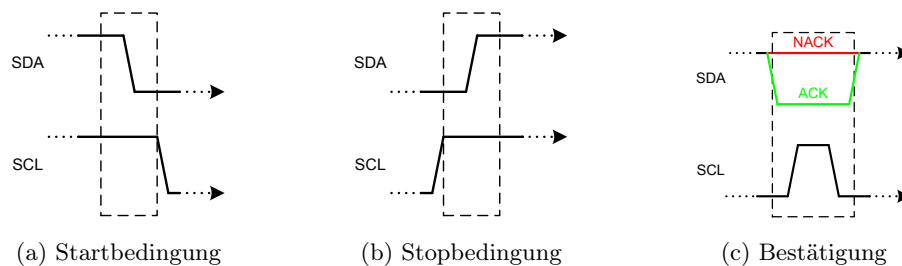 SDA
SCL
(a) Startbedingung
SDA
SCL
(b) Stopbedingung
NACK
SDA
ACK
SCL
(c) Bestätigung